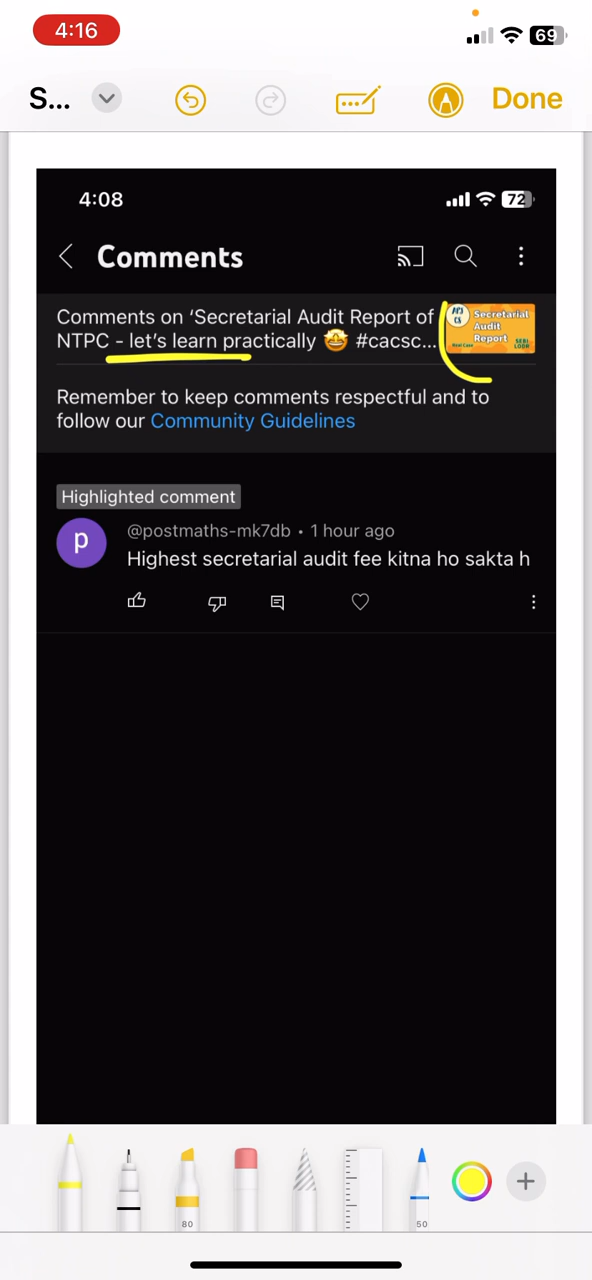 4:16
69
S...
Done
4:08
72
Comments
Comments on ‘Secretarial Audit Report of
NTPC - let’s learn practically 🤩 #cacsc...
Secretarial
Audit
Report
SEBI
LODR
Remember to keep comments respectful and to
follow our Community Guidelines
Highlighted comment
p
@postmaths-mk7db • 1 hour ago
Highest secretarial audit fee kitna ho sakta h
80
50